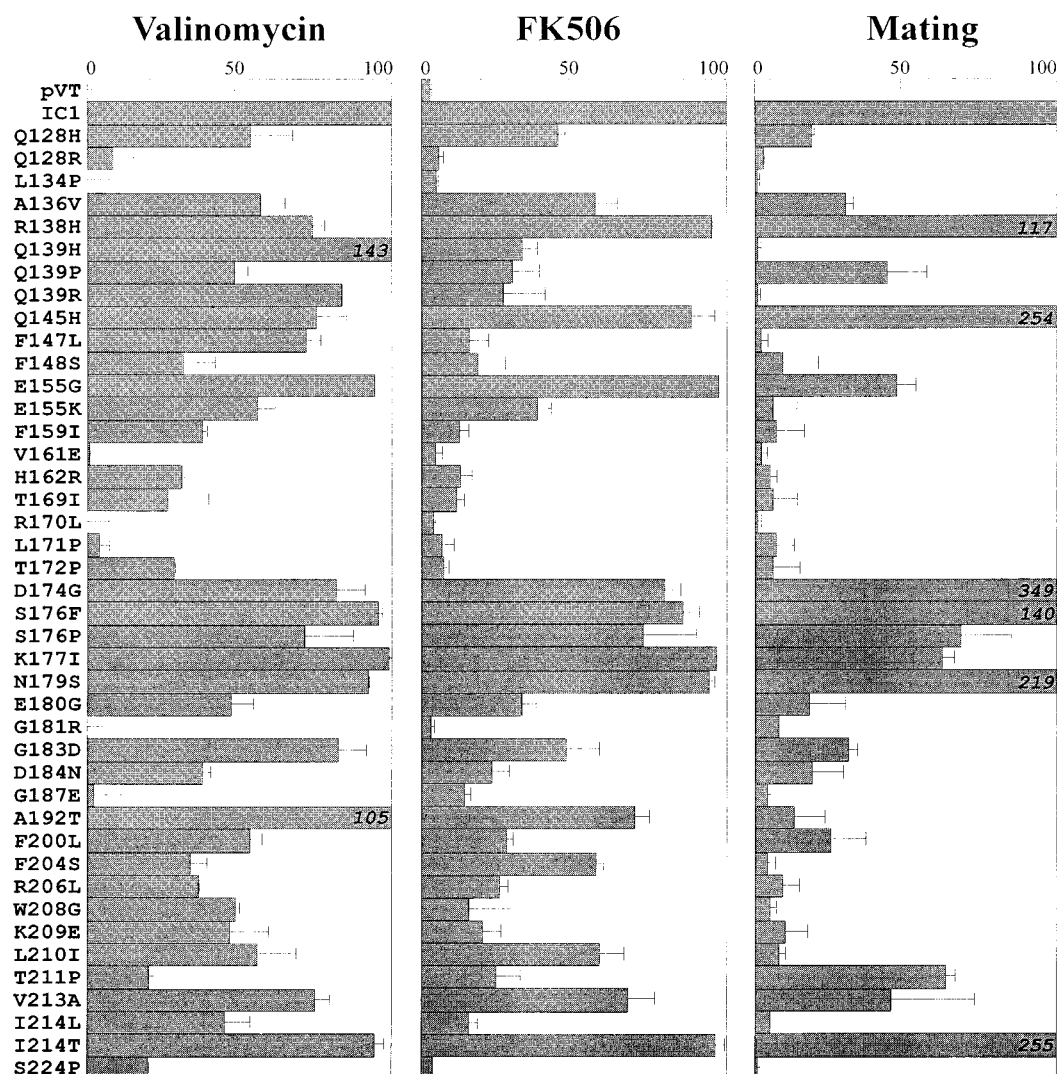 Valinomycin FK506 Mating
0 50 100 0 50 100 0 50 100
pVT
IC1
Q128H
Q128R
L134P
A136V
R138H 117
Q139H 143
Q139P
Q139R
Q145H 254
F147L
F148S
E155G
E155K
F159I
V161E
H162R
T169I
R170L
L171P
T172P
D174G 349
S176F 140
S176P
K177I
N179S 219
E180G
G181R
G183D
D184N
G187E
A192T 105
F200L
F204S
R206L
W208G
K209E
L210I
T211P
V213A
I214L
I214T 255
S224P